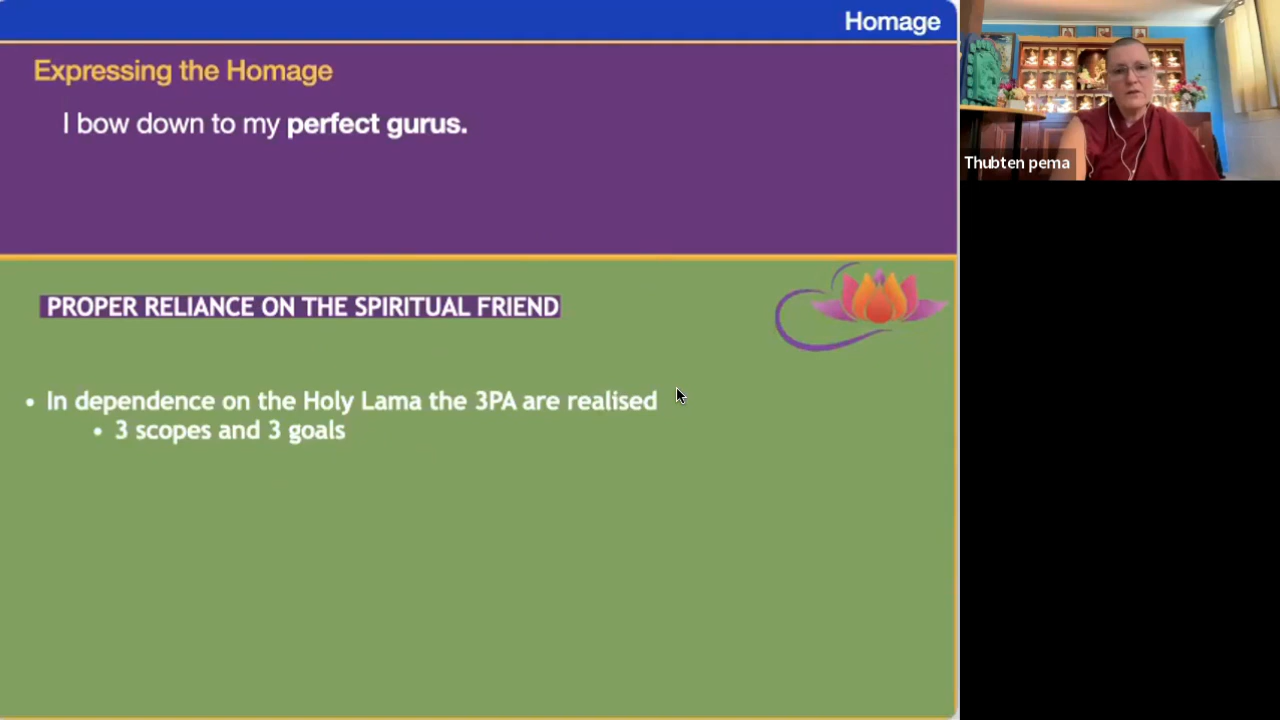 Homage
Expressing the Homage
I bow down to my perfect gurus.
Thubten pema
PROPER RELIANCE ON THE SPIRITUAL FRIEND
• In dependence on the Holy Lama the 3PA are realised
• 3 scopes and 3 goals